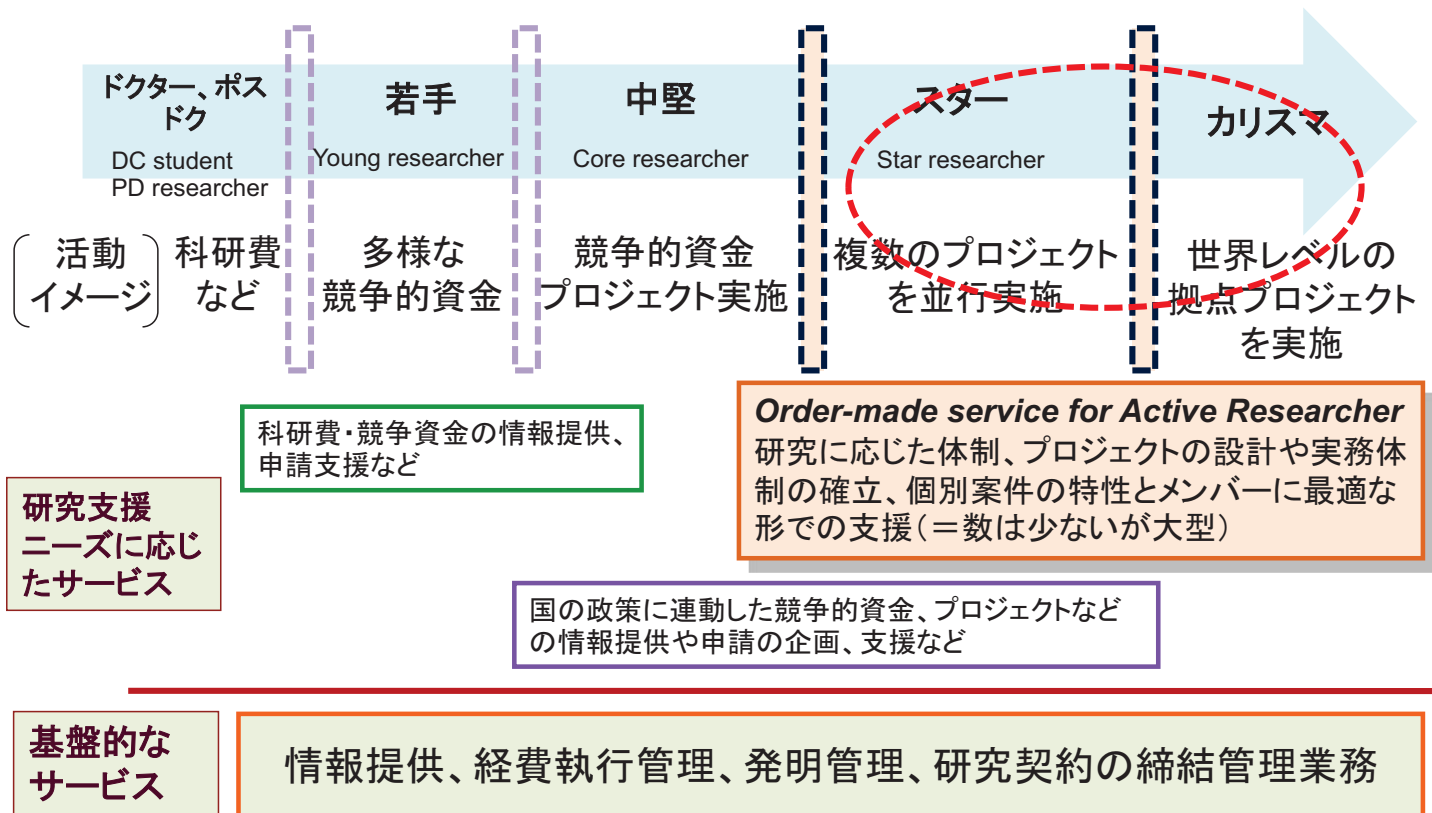 ドクター、ポス
ドク
DC student
PD researcher
若手
Young researcher
中堅
Core researcher
スター
Star researcher
カリスマ
活動
イメージ
科研費
など
多様な
競争的資金
競争的資金
プロジェクト実施
複数のプロジェクト
を並行実施
世界レベルの
拠点プロジェクト
を実施
科研費・競争資金の情報提供、
申請支援など
Order-made service for Active Researcher
研究に応じた体制、プロジェクトの設計や実務体
制の確立、個別案件の特性とメンバーに最適な
形での支援(=数は少ないが大型)
研究支援
ニーズに応じ
たサービス
国の政策に連動した競争的資金、プロジェクトなど
の情報提供や申請の企画、支援など
基盤的な
サービス
情報提供、経費執行管理、発明管理、研究契約の締結管理業務